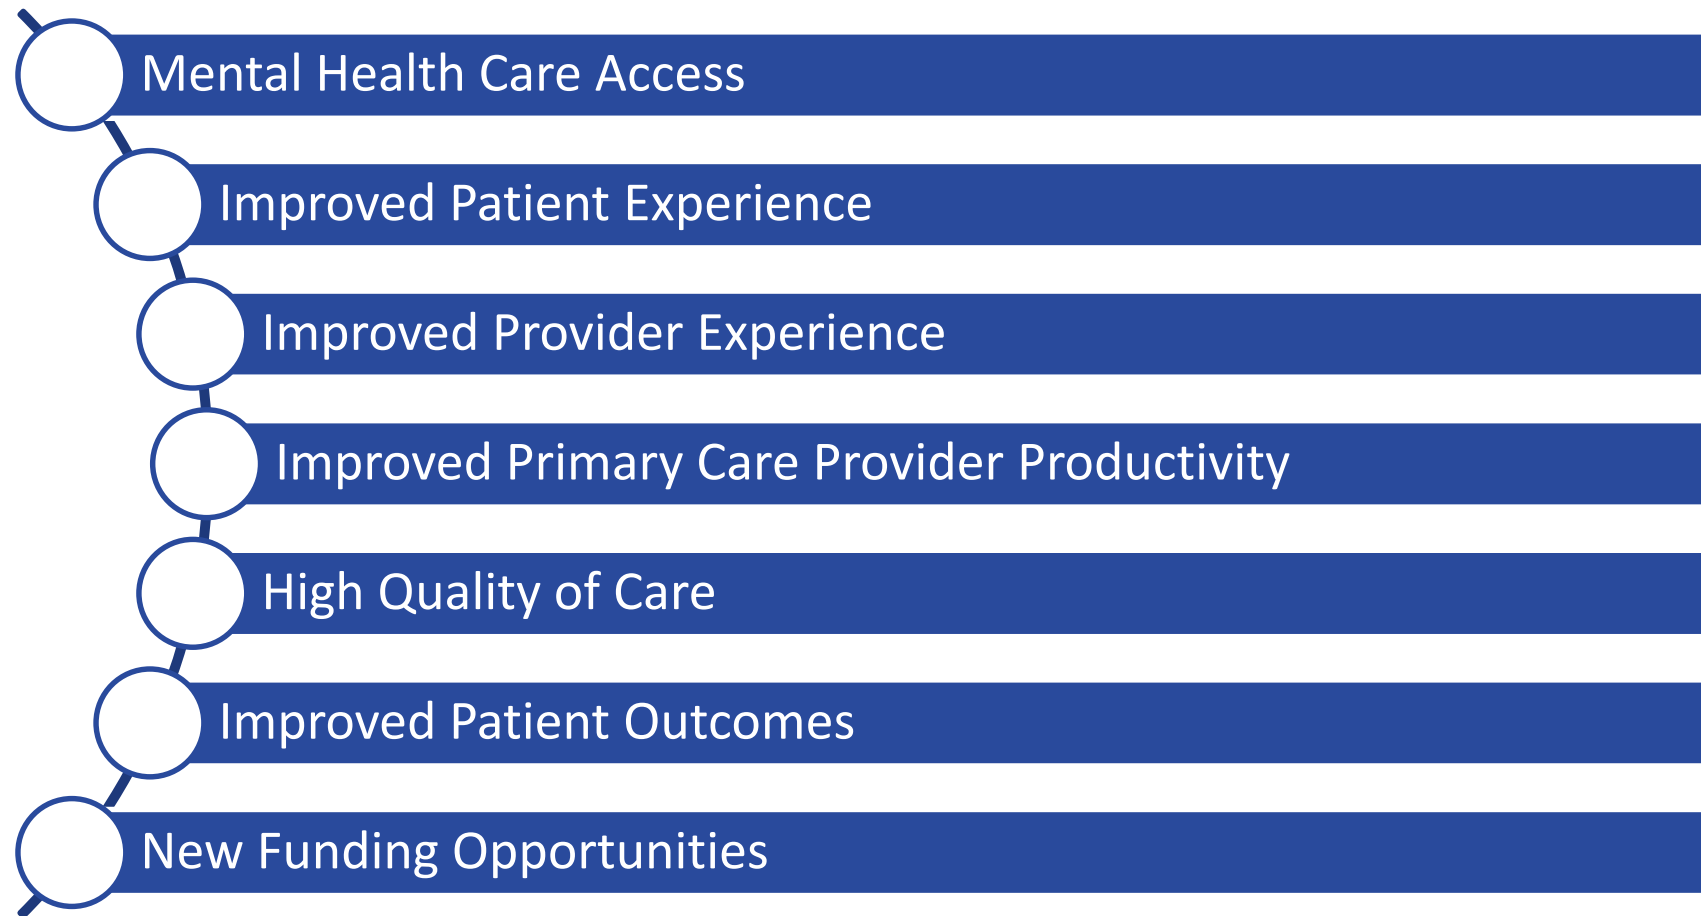 Mental Health Care Access
Improved Patient Experience
Improved Provider Experience
Improved Primary Care Provider Productivity
High Quality of Care
Improved Patient Outcomes
New Funding Opportunities